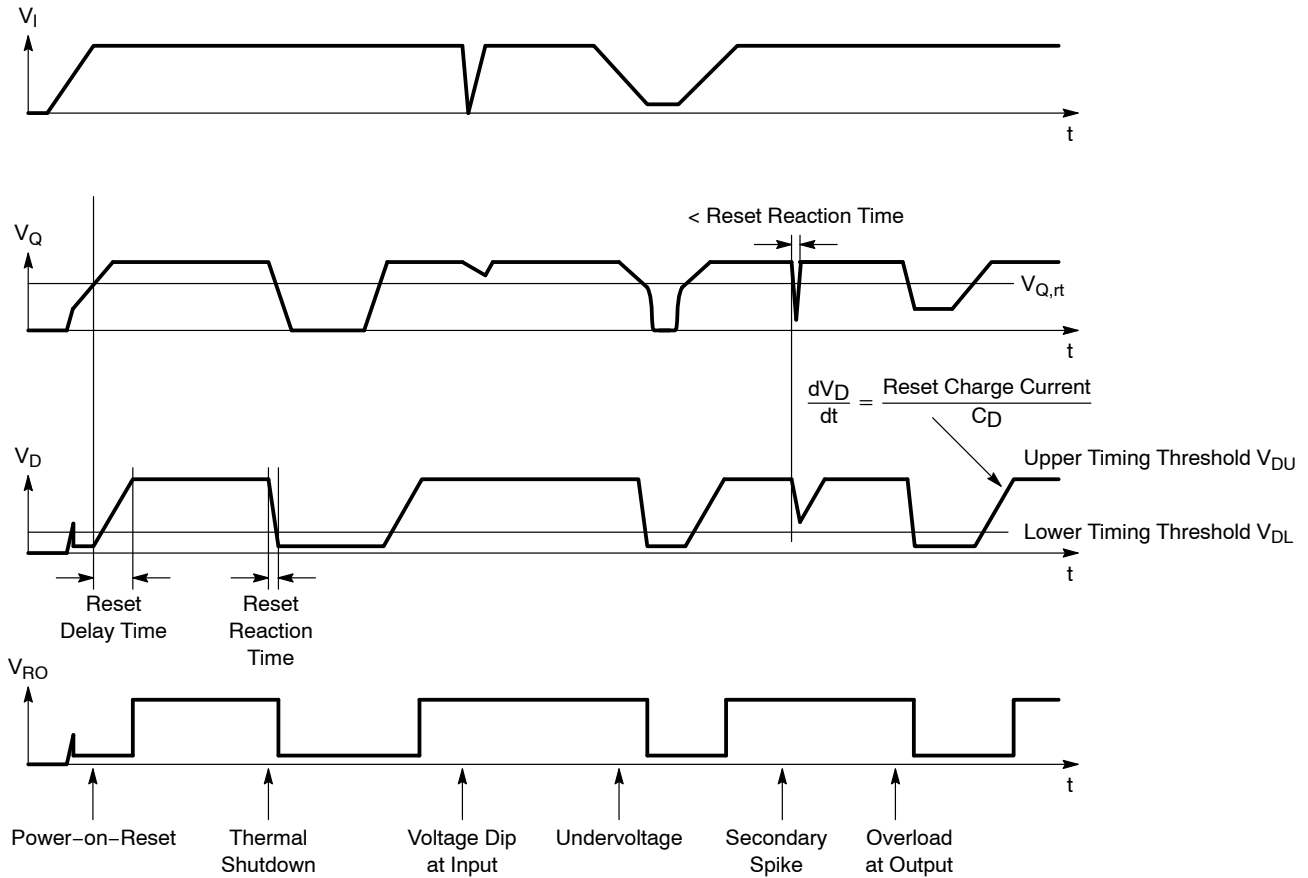 V_I
t
< Reset Reaction Time
V_Q
V_Q,rt
t
dV_D
dt
=
Reset Charge Current
C_D
V_D
Upper Timing Threshold V_DU
Lower Timing Threshold V_DL
t
Reset
Delay Time
Reset
Reaction
Time
V_RO
t
Power−on−Reset
Thermal
Shutdown
Voltage Dip
at Input
Undervoltage
Secondary
Spike
Overload
at Output